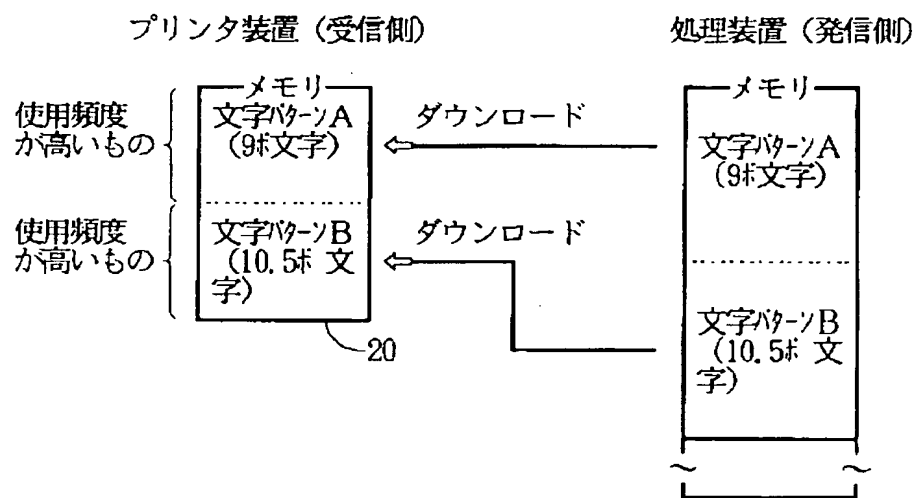 プリンタ装置（受信側）
処理装置（発信側）
メモリ
メモリ
使用頻度
が高いもの
文字パターンA
（9ポ文字）
ダウンロード
文字パターンA
（9ポ文字）
使用頻度
が高いもの
文字パターンB
（10.5ポ 文
字）
ダウンロード
文字パターンB
（10.5ポ 文
字）
20